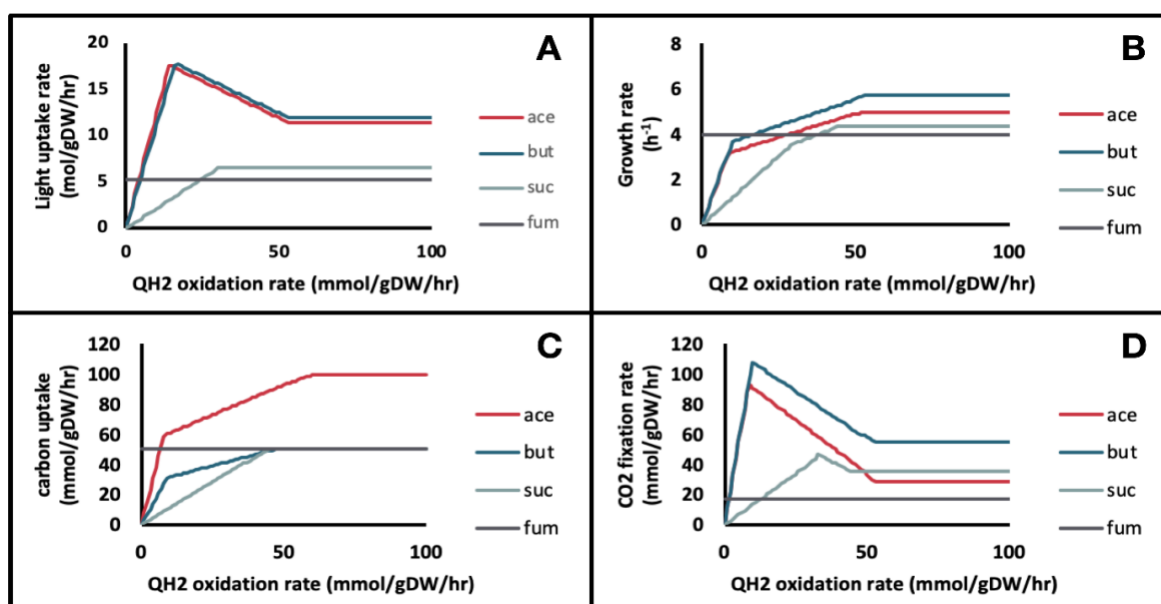 A
Light uptake rate
(mol/gDW/hr)
20
15
10
5
0
0 50 100
QH2 oxidation rate (mmol/gDW/hr)
ace
but
suc
fum
B
Growth rate
(h-1)
8
6
4
2
0
0 50 100
QH2 oxidation rate (mmol/gDW/hr)
ace
but
suc
fum
C
carbon uptake
(mmol/gDW/hr)
120
100
80
60
40
20
0
0 50 100
QH2 oxidation rate (mmol/gDW/hr)
ace
but
suc
fum
D
CO2 fixation rate
(mmol/gDW/hr)
120
100
80
60
40
20
0
0 50 100
QH2 oxidation rate (mmol/gDW/hr)
ace
but
suc
fum